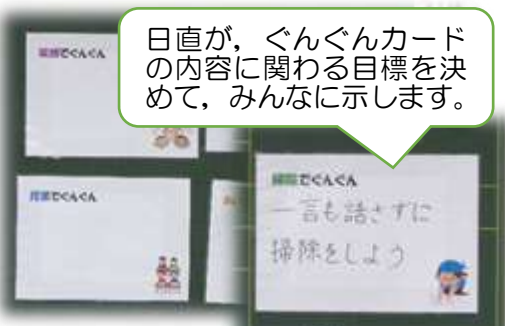 日直が，ぐんぐんカード
の内容に関わる目標を決
めて，みんなに示します。
でぐんぐん
でぐんぐん
掃除でぐんぐん
一言も話さずに
掃除をしよう